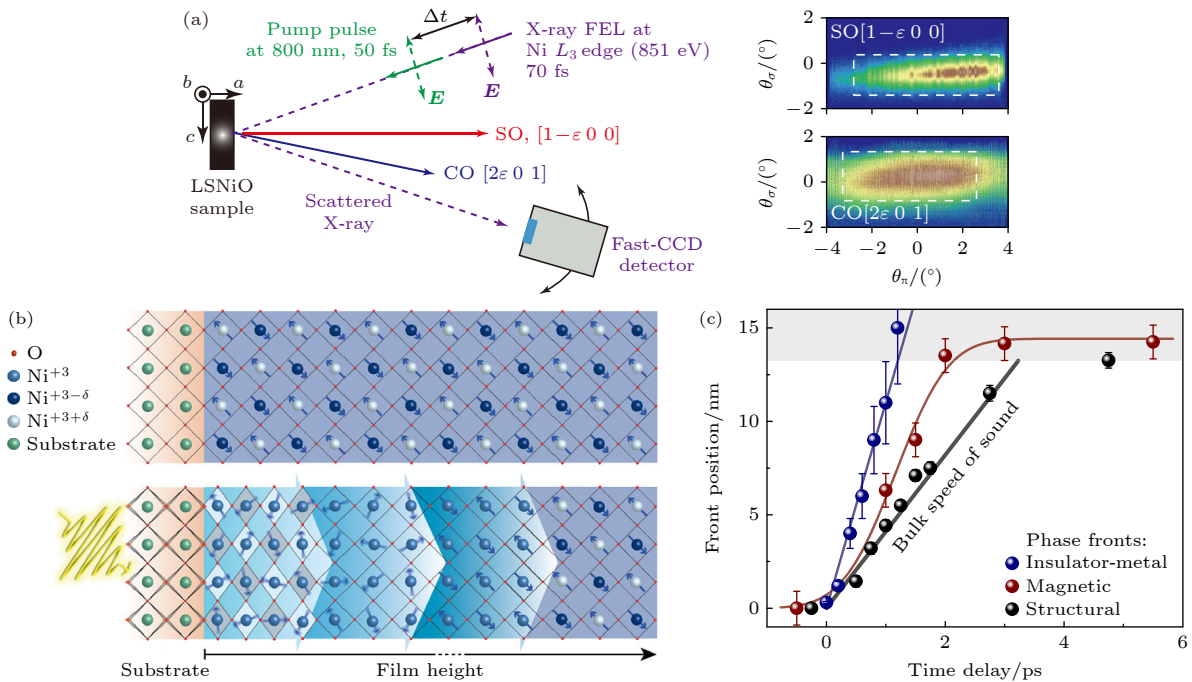 (a)
Pump pulse
at 800 nm, 50 fs
Δt
X-ray FEL at
Ni L3 edge (851 eV)
70 fs
E
E
b
a
c
LSNiO
sample
SO, [1−ε 0 0]
CO [2ε 0 1]
Scattered
X-ray
Fast-CCD
detector
SO[1−ε 0 0]
2
0
−2
θσ/(°)
CO[2ε 0 1]
2
0
−2
θσ/(°)
−4 −2 0 2 4
θπ/(°)
(b)
O
Ni+3
Ni+3−δ
Ni+3+δ
Substrate
Substrate
Film height
(c)
15
10
5
0
Front position/nm
Bulk speed of sound
Phase fronts:
Insulator-metal
Magnetic
Structural
0 2 4 6
Time delay/ps